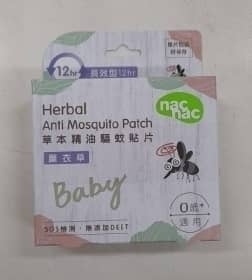 12hr
長效型12hr
Herbal
Anti Mosquito Patch
nac
nac
草本精油驅蚊貼片
薰衣草
Baby
0歲+
適用
SGS檢測・無添加DEET